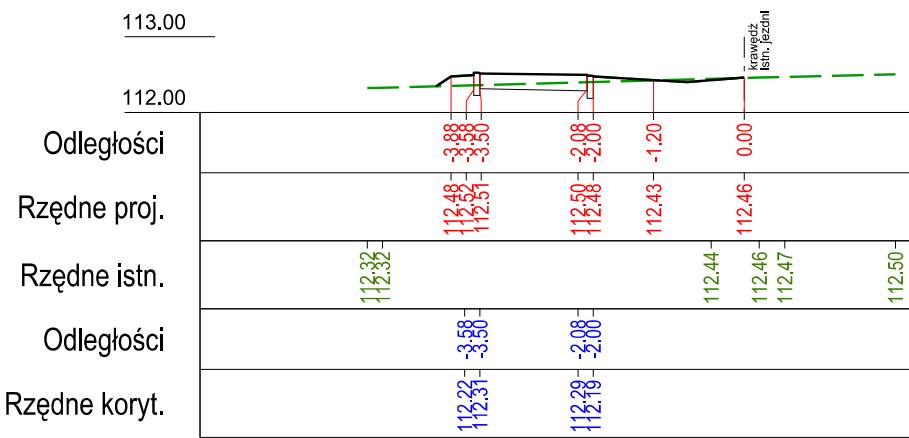 113.00
krawędź
Istn. jezdni
112.00
Odległości
-3.88 -3.58 -3.50 -2.08 -2.00 -1.20 0.00
Rzędne proj.
112.48 112.52 112.51 112.50 112.48 112.43 112.46
Rzędne istn.
112.32 112.32 112.44 112.46 112.47 112.50
Odległości
-3.58 -3.50 -2.08 -2.00
Rzędne koryt.
112.22 112.31 112.29 112.19